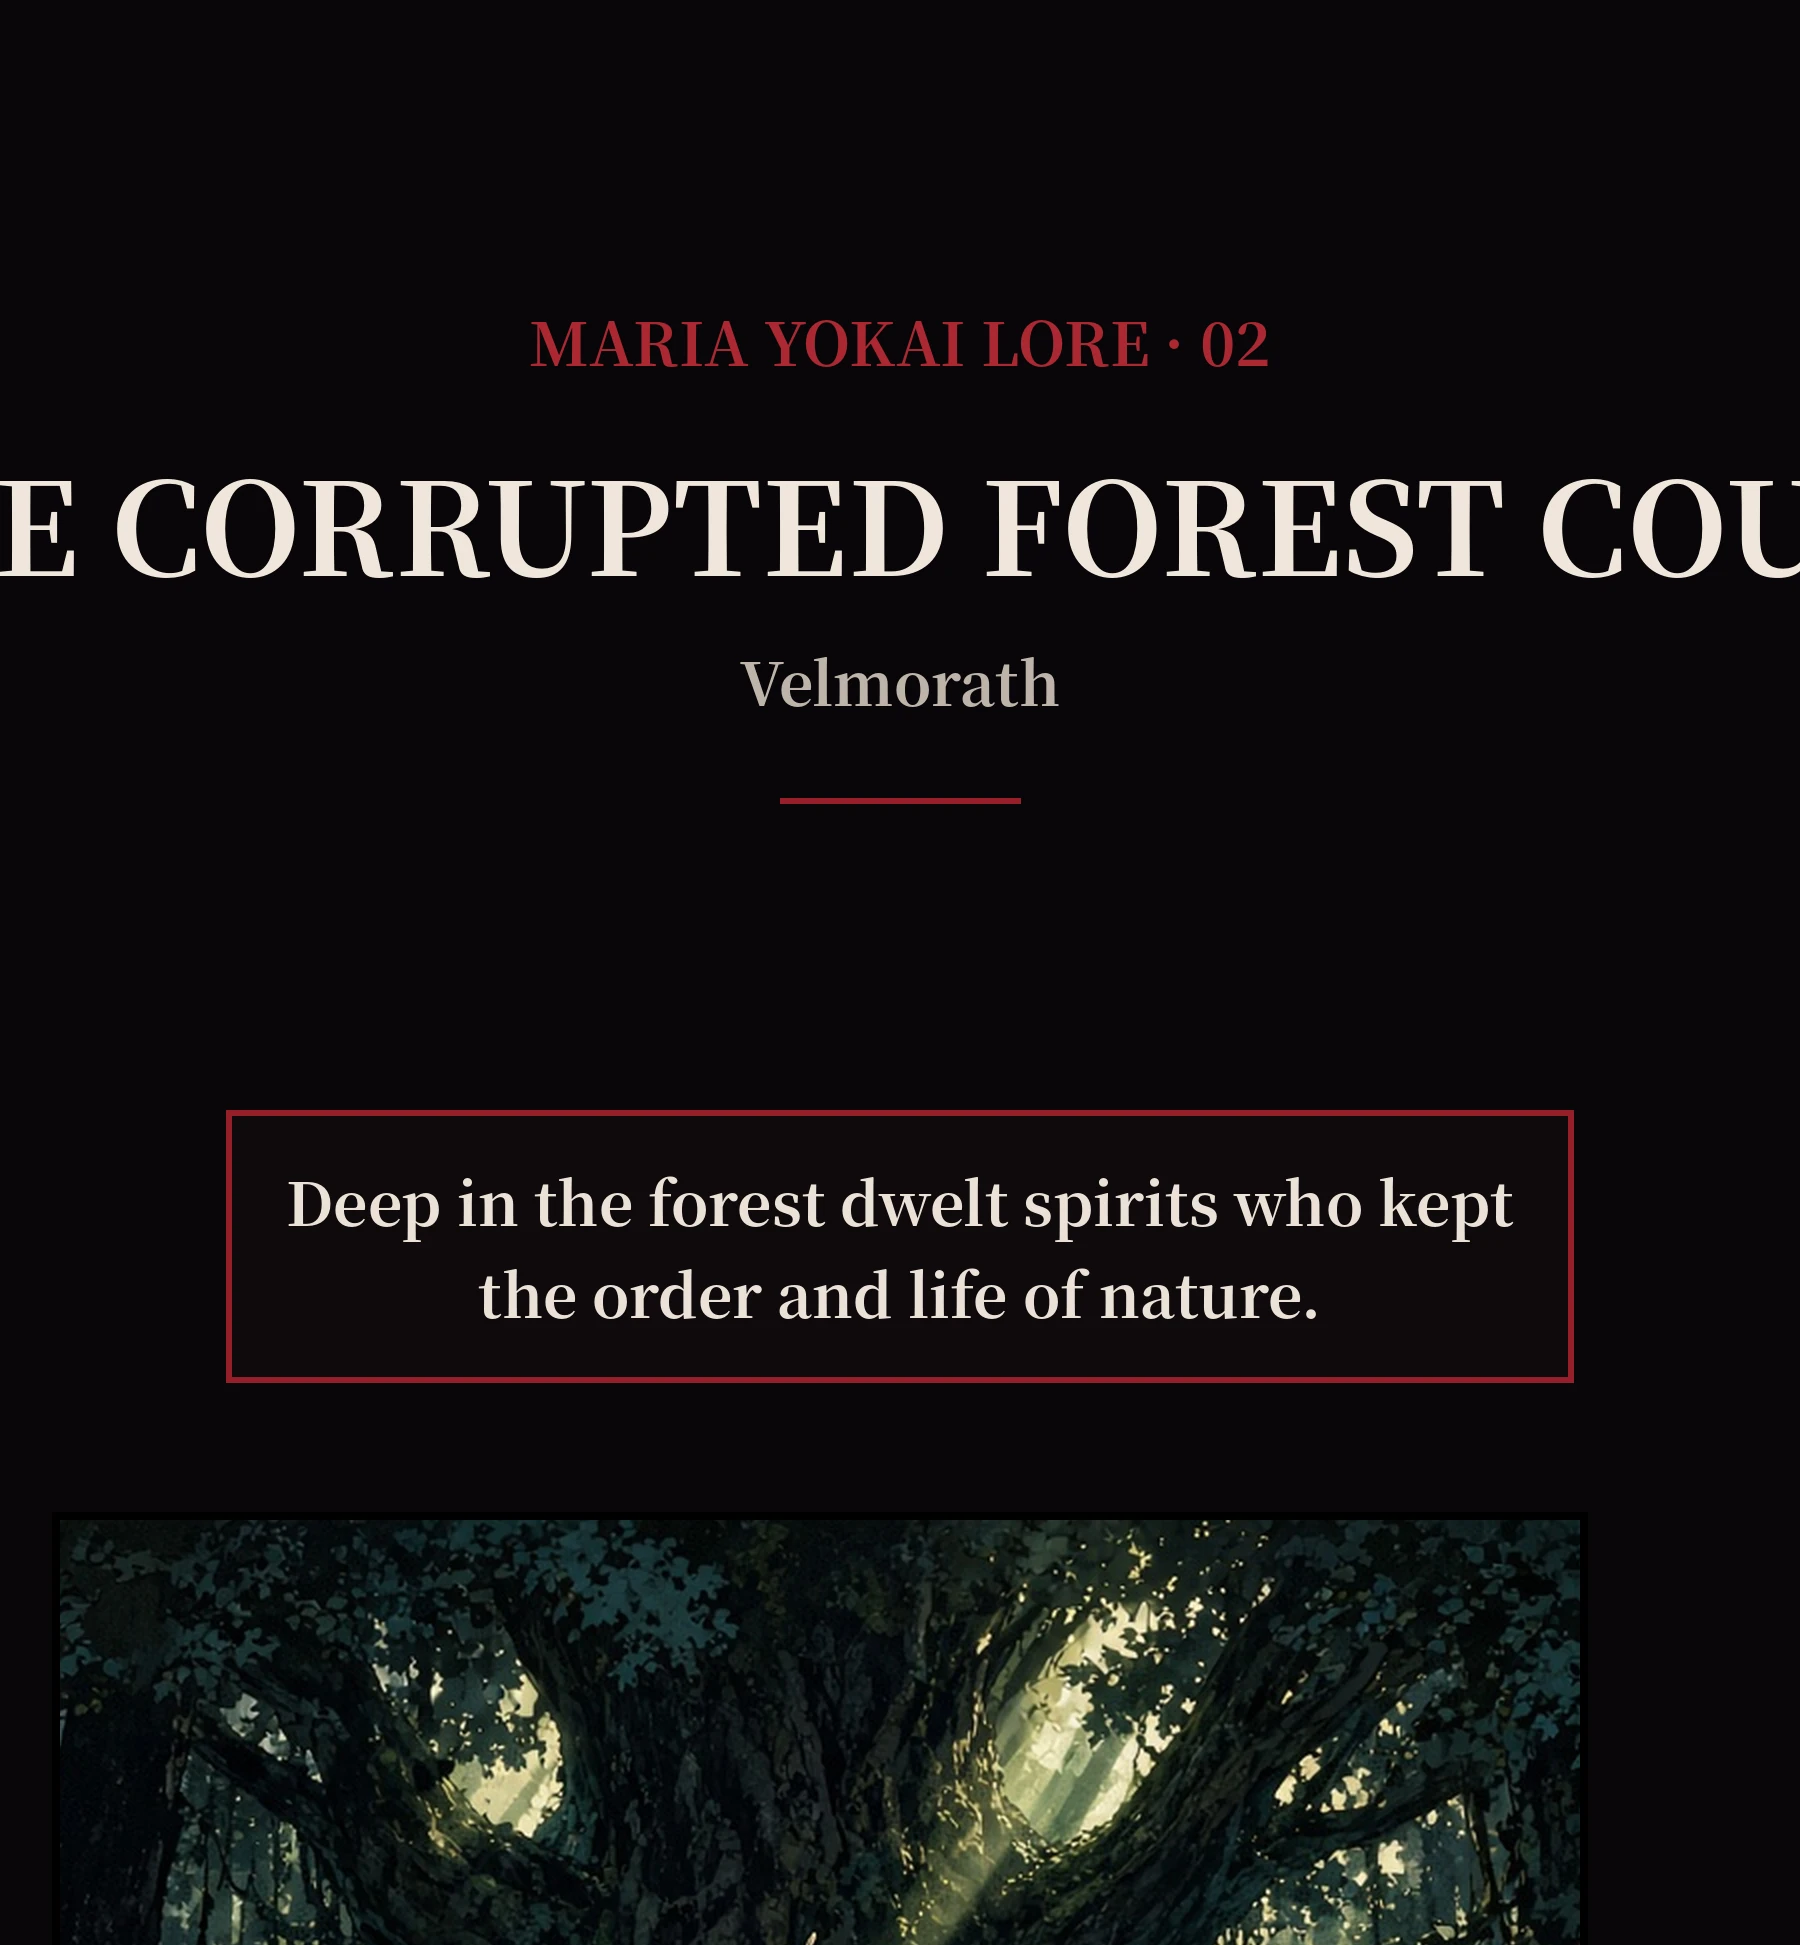 MARIA YOKAI LORE · 02
E CORRUPTED FOREST COU
Velmorath
Deep in the forest dwelt spirits who kept
the order and life of nature.